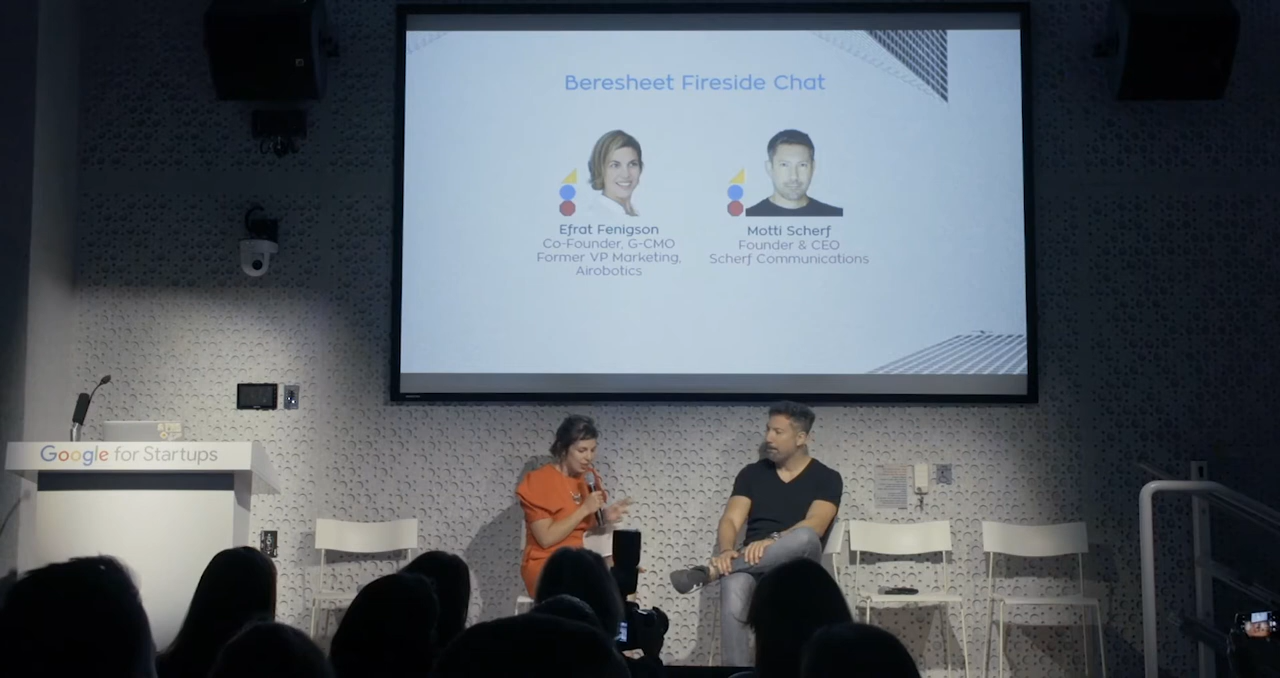 Beresheet Fireside Chat
Efrat Fenigson
Co-Founder, G-CMO
Former VP Marketing,
Airobotics
Motti Scherf
Founder & CEO
Scherf Communications
Google for Startups